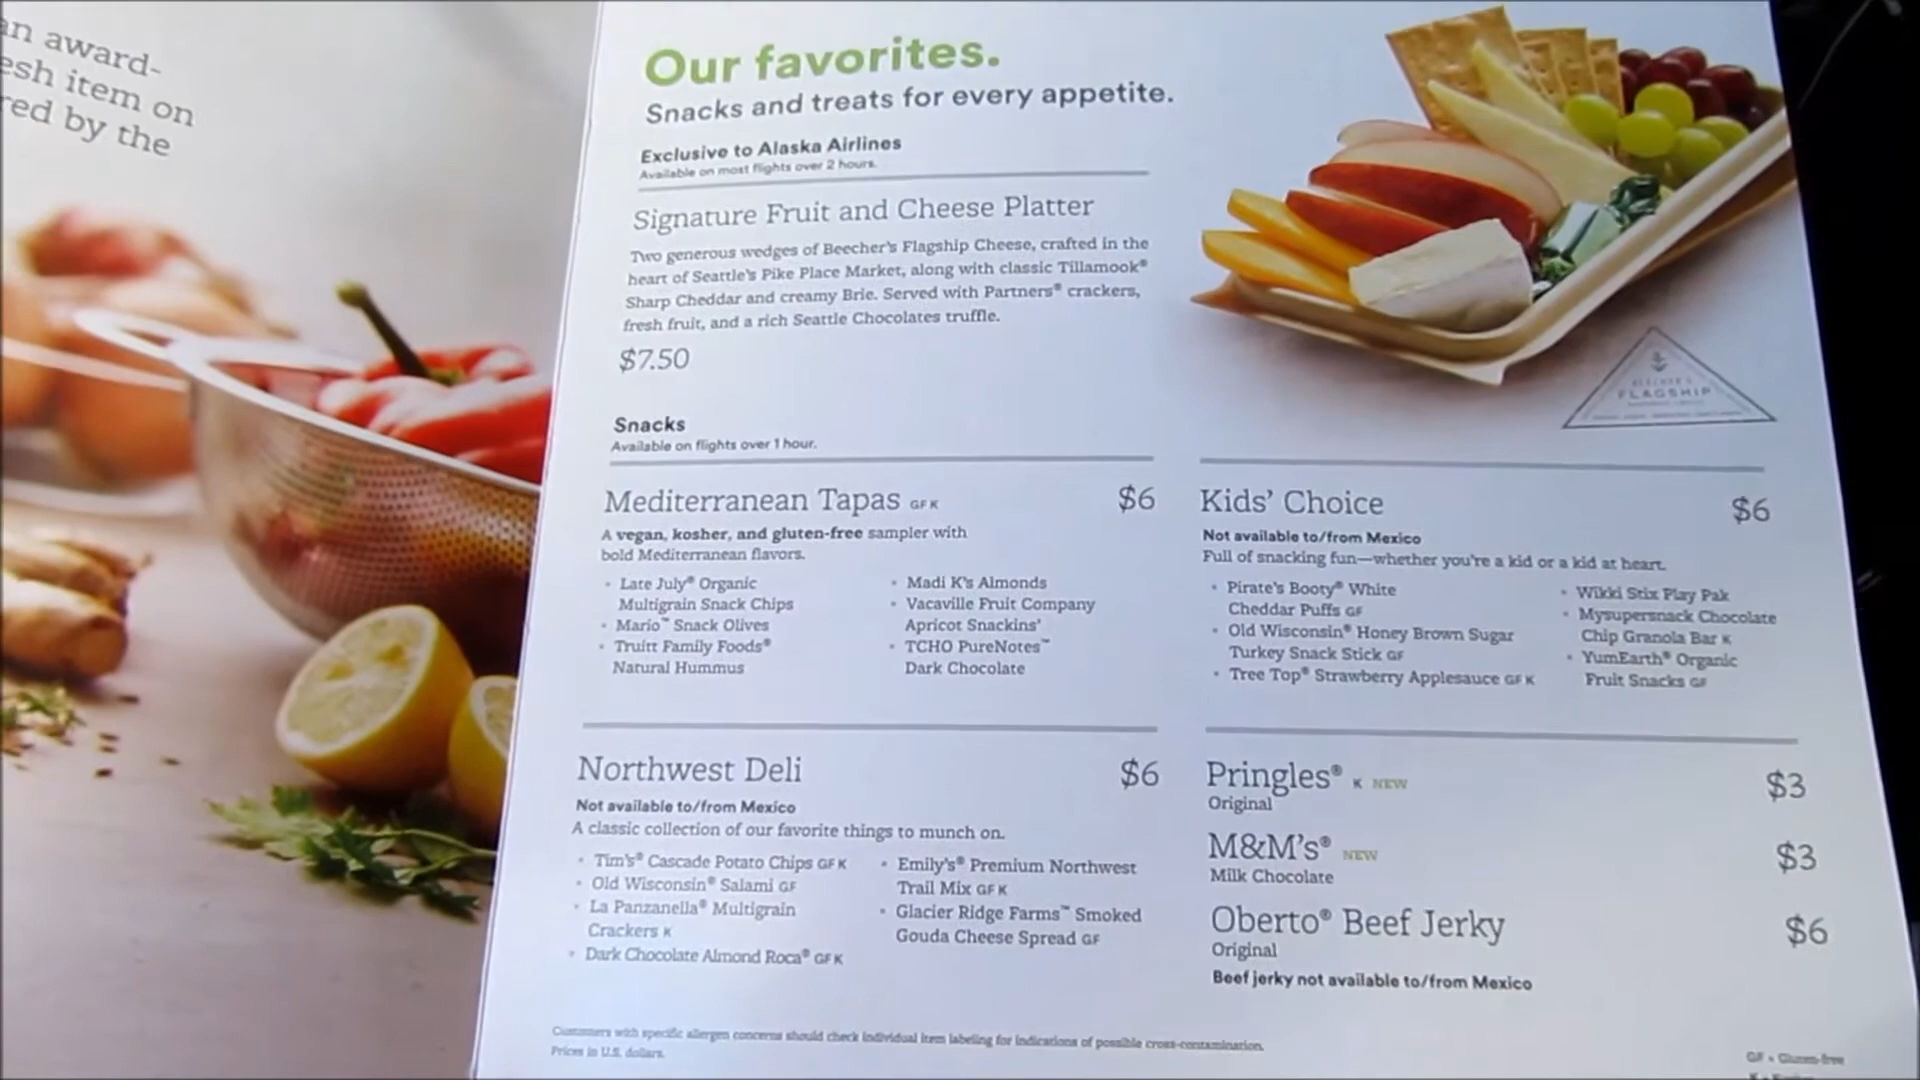 an award-
esh item on
red by the
Our favorites.
Snacks and treats for every appetite.
Exclusive to Alaska Airlines
Available on most flights over 2 hours.
Signature Fruit and Cheese Platter
Two generous wedges of Beecher's Flagship Cheese, crafted in the
heart of Seattle's Pike Place Market, along with classic Tillamook®
Sharp Cheddar and creamy Brie. Served with Partners® crackers,
fresh fruit, and a rich Seattle Chocolates truffle.
$7.50
FLAGSHIP
Snacks
Available on flights over 1 hour.
Mediterranean Tapas GF K $6
A vegan, kosher, and gluten-free sampler with
bold Mediterranean flavors.
• Late July® Organic
Multigrain Snack Chips
• Mario™ Snack Olives
• Truitt Family Foods®
Natural Hummus
• Madi K's Almonds
• Vacaville Fruit Company
Apricot Snackins'
• TCHO PureNotes™
Dark Chocolate
Kids' Choice $6
Not available to/from Mexico
Full of snacking fun—whether you're a kid or a kid at heart.
• Pirate's Booty® White
Cheddar Puffs GF
• Old Wisconsin® Honey Brown Sugar
Turkey Snack Stick GF
• Tree Top® Strawberry Applesauce GF K
• Wikki Stix Play Pak
• Mysupersnack Chocolate
Chip Granola Bar K
• YumEarth® Organic
Fruit Snacks GF
Northwest Deli $6
Not available to/from Mexico
A classic collection of our favorite things to munch on.
• Tim's® Cascade Potato Chips GF K
• Old Wisconsin® Salami GF
• La Panzanella® Multigrain
Crackers K
• Dark Chocolate Almond Roca® GF K
• Emily's® Premium Northwest
Trail Mix GF K
• Glacier Ridge Farms™ Smoked
Gouda Cheese Spread GF
Pringles® K NEW $3
Original
M&M's® NEW $3
Milk Chocolate
Oberto® Beef Jerky $6
Original
Beef jerky not available to/from Mexico
Customers with specific allergen concerns should check individual item labeling for indications of possible cross-contamination.
Prices in U.S. dollars.
GF = Gluten-free